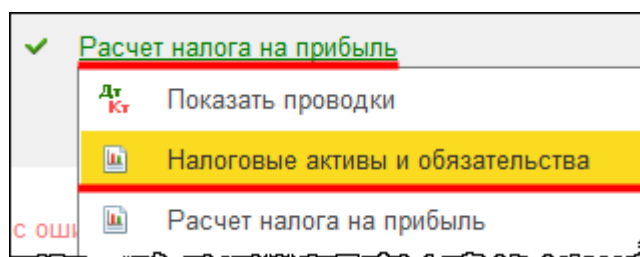 Расчет налога на прибыль
Дт Кт Показать проводки
Налоговые активы и обязательства
с оши
Расчет налога на прибыль